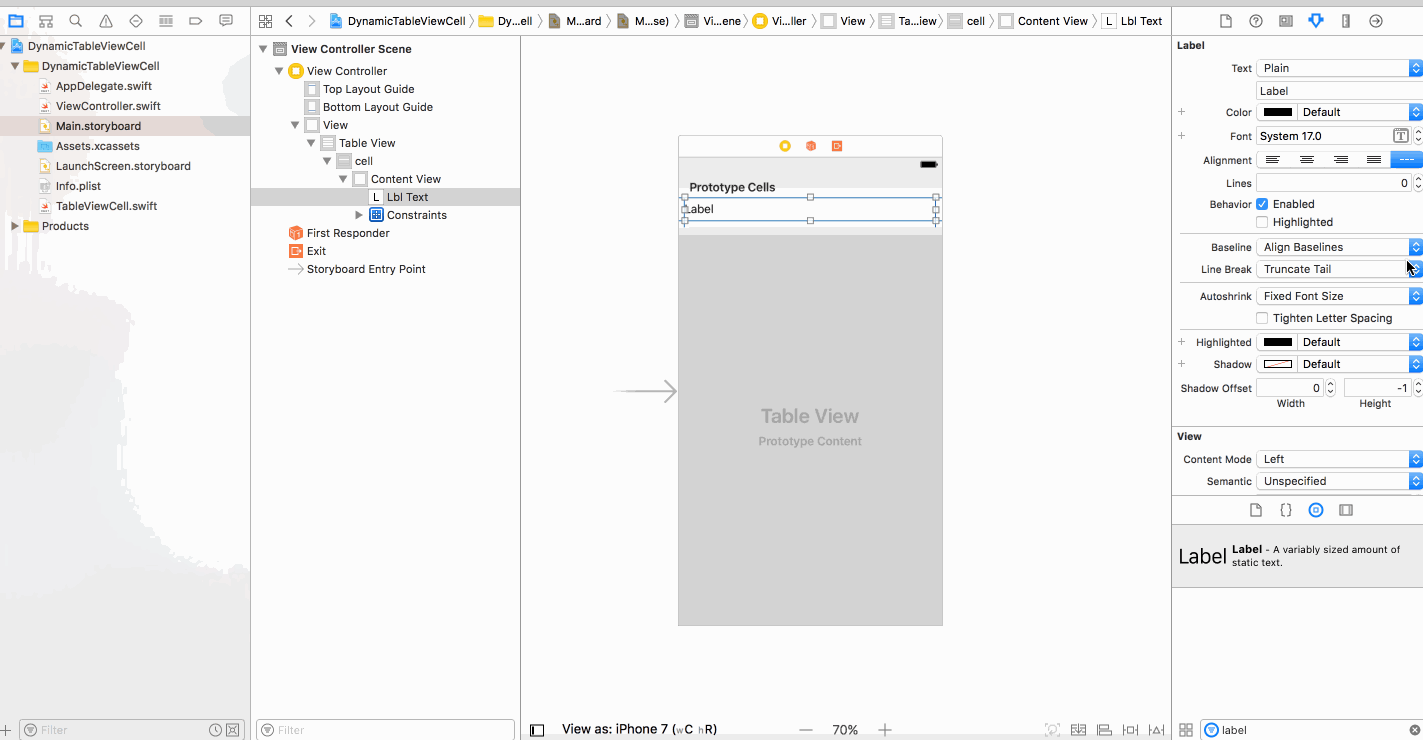 DynamicTableViewCell
Dy...ell
M...ard
M...se)
Vi...ene
Vi...ller
View
Ta...iew
cell
Content View
L Lbl Text
DynamicTableViewCell
DynamicTableViewCell
AppDelegate.swift
ViewController.swift
Main.storyboard
Assets.xcassets
LaunchScreen.storyboard
Info.plist
TableViewCell.swift
Products
Filter
View Controller Scene
View Controller
Top Layout Guide
Bottom Layout Guide
View
Table View
cell
Content View
L Lbl Text
Constraints
First Responder
Exit
Storyboard Entry Point
Filter
Prototype Cells
Label
Table View
Prototype Content
View as: iPhone 7 (wC hR)
70%
Label
Text Plain
Label
Color Default
Font System 17.0 T
Alignment
Lines 0
Behavior Enabled
Highlighted
Baseline Align Baselines
Line Break Truncate Tail
Autoshrink Fixed Font Size
Tighten Letter Spacing
Highlighted Default
Shadow Default
Shadow Offset 0 -1
Width Height
View
Content Mode Left
Semantic Unspecified
Label Label - A variably sized amount of
static text.
label